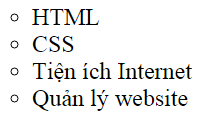 HTML
CSS
Tiện ích Internet
Quản lý website